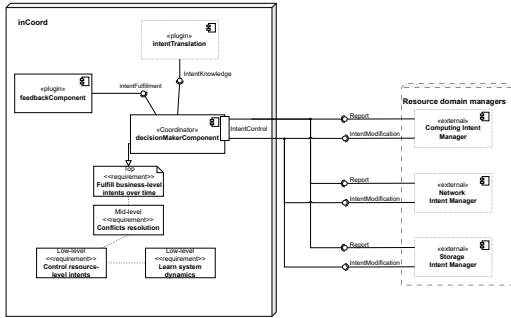 inCoord
«plugin»
intentTranslation
IntentKnowledge
«plugin»
feedbackComponent
intentFulfillment
«Coordinator»
decisionMakerComponent
IntentControl
Top
<<requirement>>
Fulfill business-level
intents over time
Mid-level
<<requirement>>
Conflicts resolution
Low-level
<<requirement>>
Control resource-
level intents
Low-level
<<requirement>>
Learn system
dynamics
Resource domain managers
Report
IntentModification
«external»
Computing Intent
Manager
Report
IntentModification
«external»
Network
Intent Manager
Report
IntentModification
«external»
Storage
Intent Manager